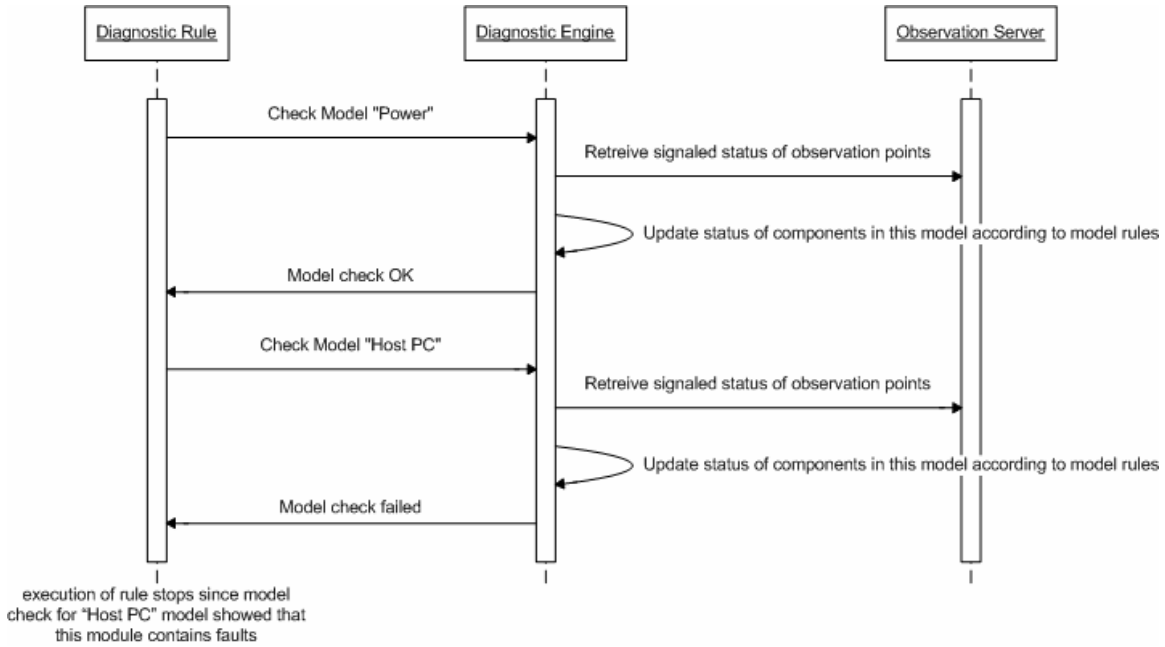 Diagnostic Rule
Diagnostic Engine
Observation Server
Check Model "Power"
Retreive signaled status of observation points
Update status of components in this model according to model rules
Model check OK
Check Model "Host PC"
Retreive signaled status of observation points
Update status of components in this model according to model rules
Model check failed
execution of rule stops since model
check for “Host PC” model showed that
this module contains faults